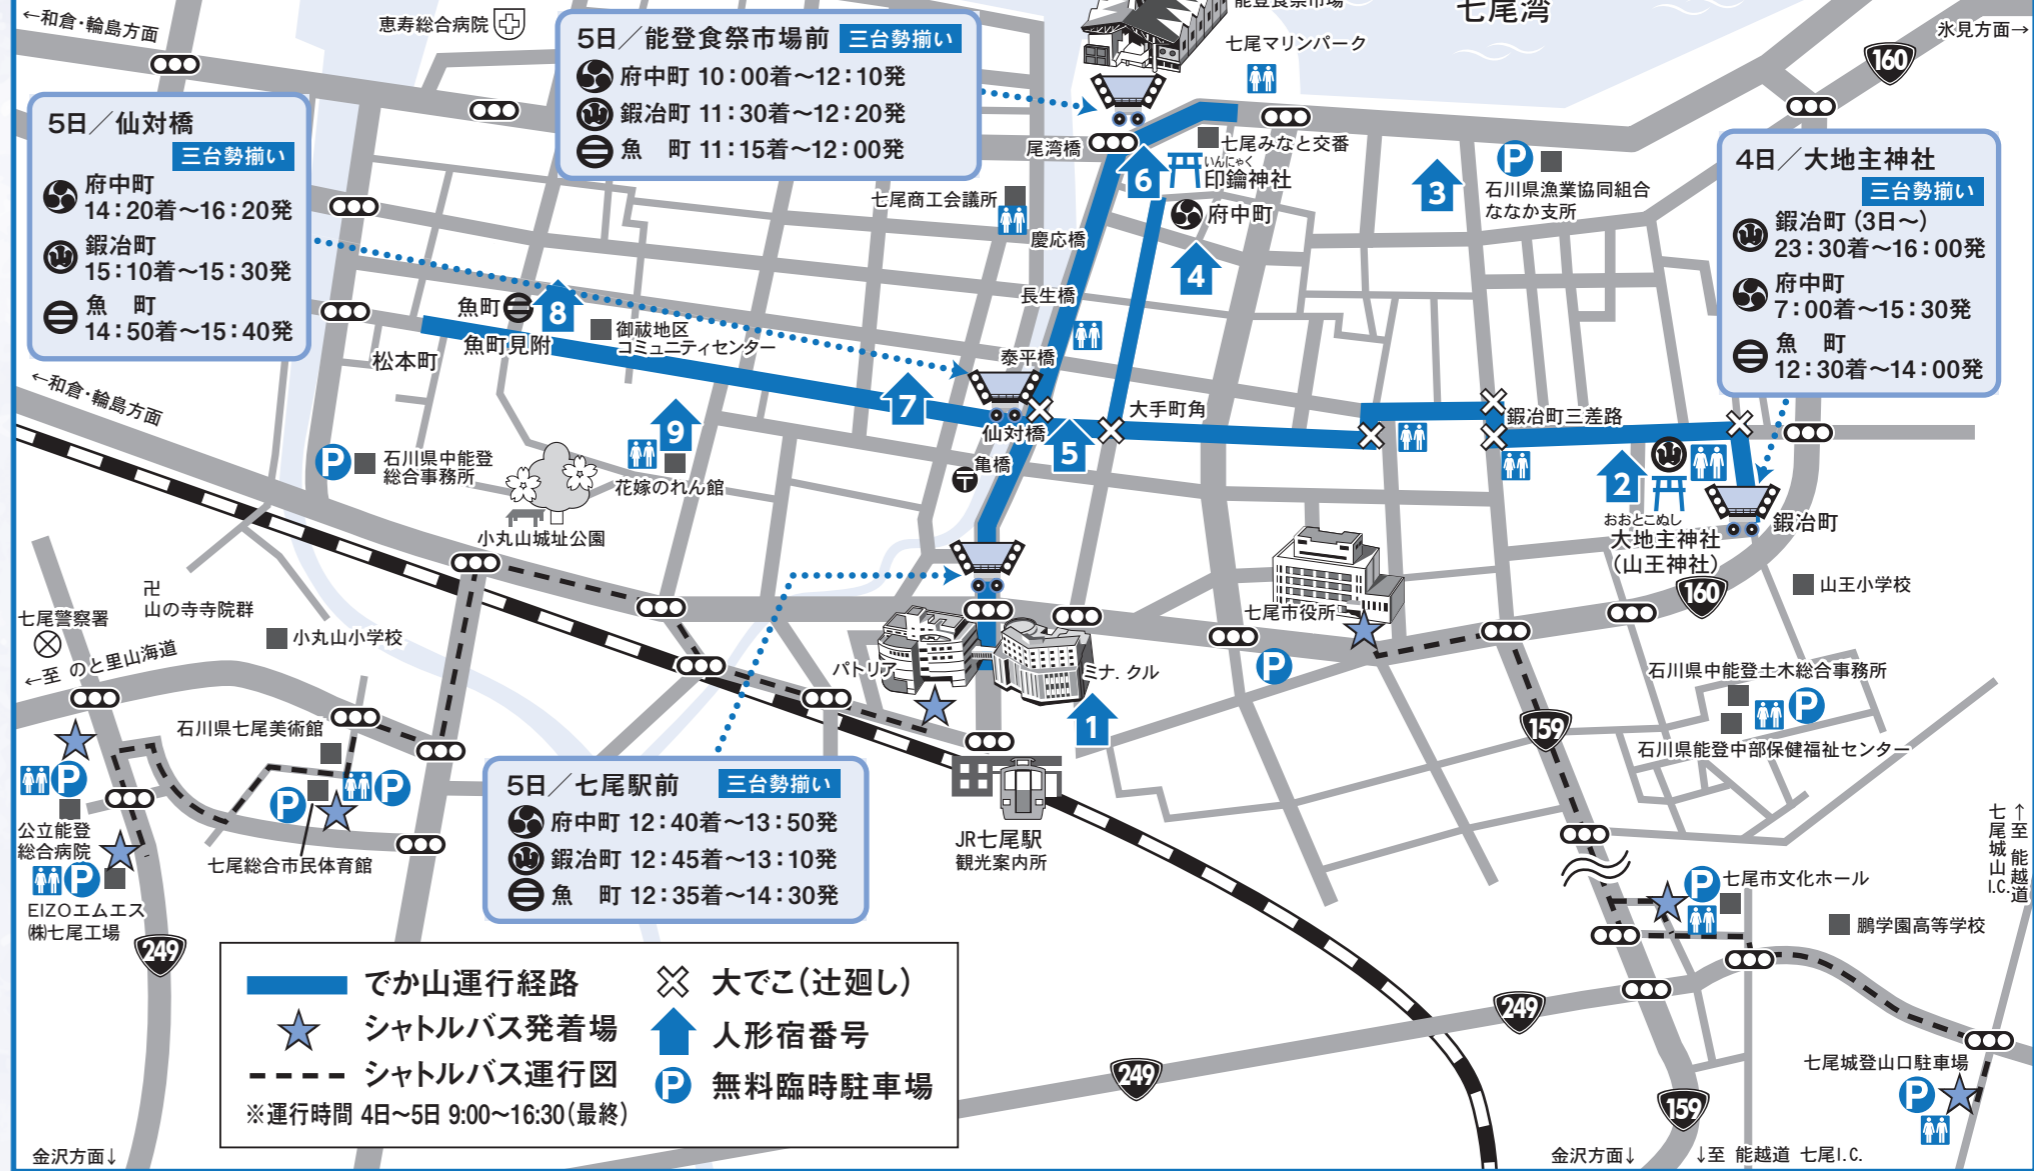 ←和倉・輪島方面
恵寿総合病院
能登食祭市場
七尾湾
氷見方面→
160
七尾マリンパーク
5日／能登食祭市場前 三台勢揃い
府中町 10：00着～12：10発
鍜冶町 11：30着～12：20発
魚　町 11：15着～12：00発
5日／仙対橋
三台勢揃い
府中町
14：20着～16：20発
鍜冶町
15：10着～15：30発
魚　町
14：50着～15：40発
4日／大地主神社
三台勢揃い
鍜冶町（3日～）
23：30着～16：00発
府中町
7：00着～15：30発
魚　町
12：30着～14：00発
尾湾橋
七尾みなと交番
いんにゃく
印鑰神社
6
3
P
石川県漁業協同組合
ななか支所
七尾商工会議所
府中町
慶応橋
4
長生橋
魚町
8
御祓地区
コミュニティセンター
魚町見附
松本町
泰平橋
7
仙対橋
5
大手町角
鍜冶町三差路
←和倉・輪島方面
9
花嫁のれん館
亀橋
〒
P
石川県中能登
総合事務所
小丸山城址公園
2
おおとこぬし
大地主神社
（山王神社）
鍜冶町
160
山王小学校
七尾市役所
卍
山の寺寺院群
七尾警察署
小丸山小学校
←至 のと里山海道
パトリア
ミナ．クル
1
P
石川県中能登土木総合事務所
P
石川県能登中部保健福祉センター
159
石川県七尾美術館
P
P
七尾総合市民体育館
P
公立能登
総合病院
P
EIZOエムエス
㈱七尾工場
249
5日／七尾駅前 三台勢揃い
府中町 12：40着～13：50発
鍜冶町 12：45着～13：10発
魚　町 12：35着～14：30発
JR七尾駅
観光案内所
↑至 能越道
七尾城山I.C.
P
七尾市文化ホール
鵬学園高等学校
249
249
七尾城登山口駐車場
P
159
でか山運行経路
大でこ（辻廻し）
シャトルバス発着場
人形宿番号
シャトルバス運行図
P 無料臨時駐車場
※運行時間 4日～5日 9:00～16:30（最終）
金沢方面↓
金沢方面↓
↓至 能越道 七尾I.C.